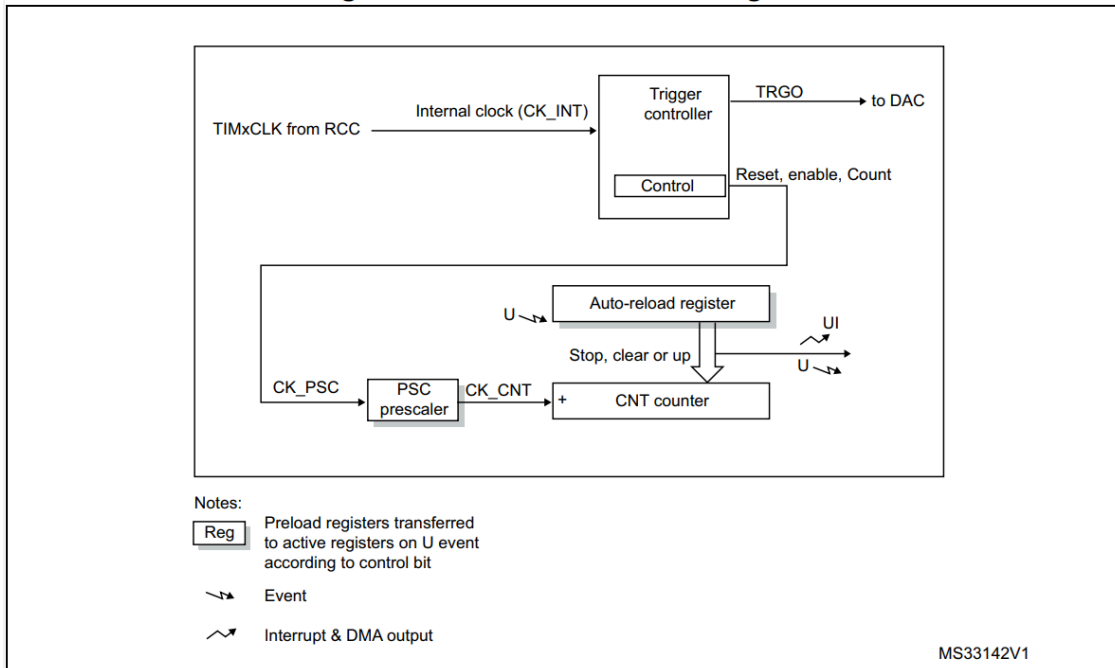 TRGO
Trigger
controller
to DAC
Internal clock (CK_INT)
TIMxCLK from RCC
Reset, enable, Count
Control
Auto-reload register
U
UI
Stop, clear or up
U
CK_PSC
PSC
prescaler
CK_CNT
+
CNT counter
Notes:
Reg
Preload registers transferred
to active registers on U event
according to control bit
Event
Interrupt & DMA output
MS33142V1